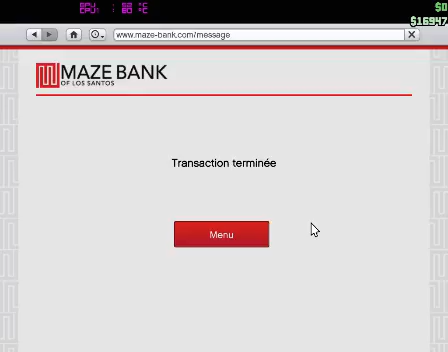 $0
$16947
www.maze-bank.com/message
MAZE BANK
OF LOS SANTOS
Transaction terminée
Menu